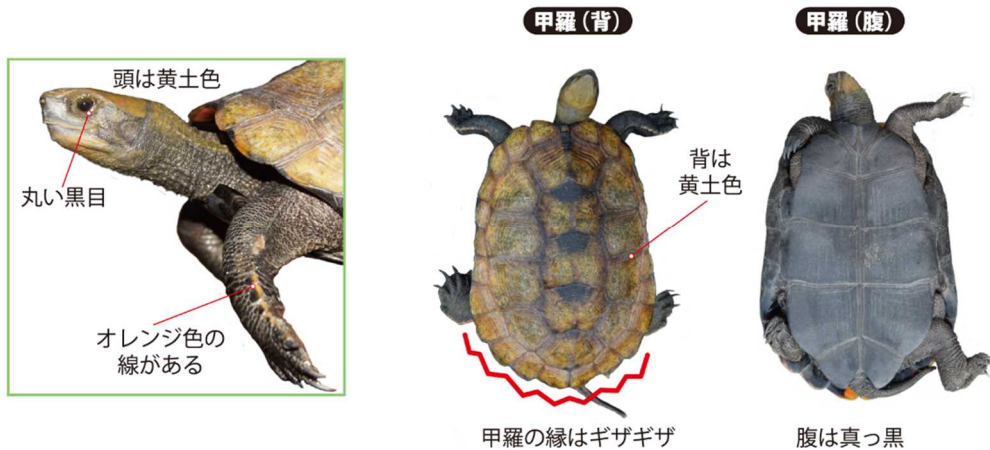 頭は黄土色
丸い黒目
オレンジ色の
線がある
甲羅（背）
背は
黄土色
甲羅の縁はギザギザ
甲羅（腹）
腹は真っ黒